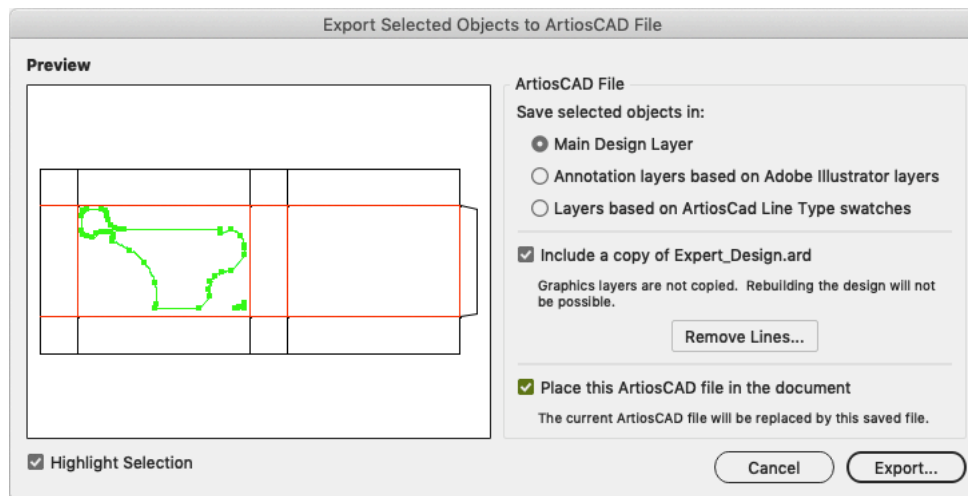 Export Selected Objects to ArtiosCAD File
Preview
ArtiosCAD File
Save selected objects in:
Main Design Layer
Annotation layers based on Adobe Illustrator layers
Layers based on ArtiosCad Line Type swatches
Include a copy of Expert_Design.ard
Graphics layers are not copied. Rebuilding the design will not
be possible.
Remove Lines...
Place this ArtiosCAD file in the document
The current ArtiosCAD file will be replaced by this saved file.
Highlight Selection
Cancel
Export...